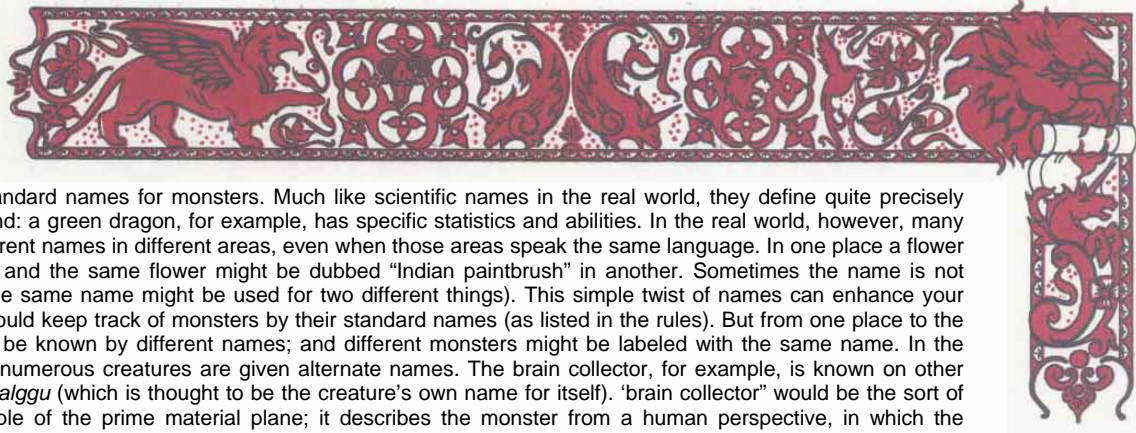 andard names for monsters. Much like scientific names in the real world, they define quite precisely
nd: a green dragon, for example, has specific statistics and abilities. In the real world, however, many
rent names in different areas, even when those areas speak the same language. In one place a flower
and the same flower might be dubbed “Indian paintbrush” in another. Sometimes the name is not
e same name might be used for two different things). This simple twist of names can enhance your
ould keep track of monsters by their standard names (as listed in the rules). But from one place to the
be known by different names; and different monsters might be labeled with the same name. In the
numerous creatures are given alternate names. The brain collector, for example, is known on other
alggu (which is thought to be the creature’s own name for itself). ‘brain collector” would be the sort of
ole of the prime material plane; it describes the monster from a human perspective, in which the